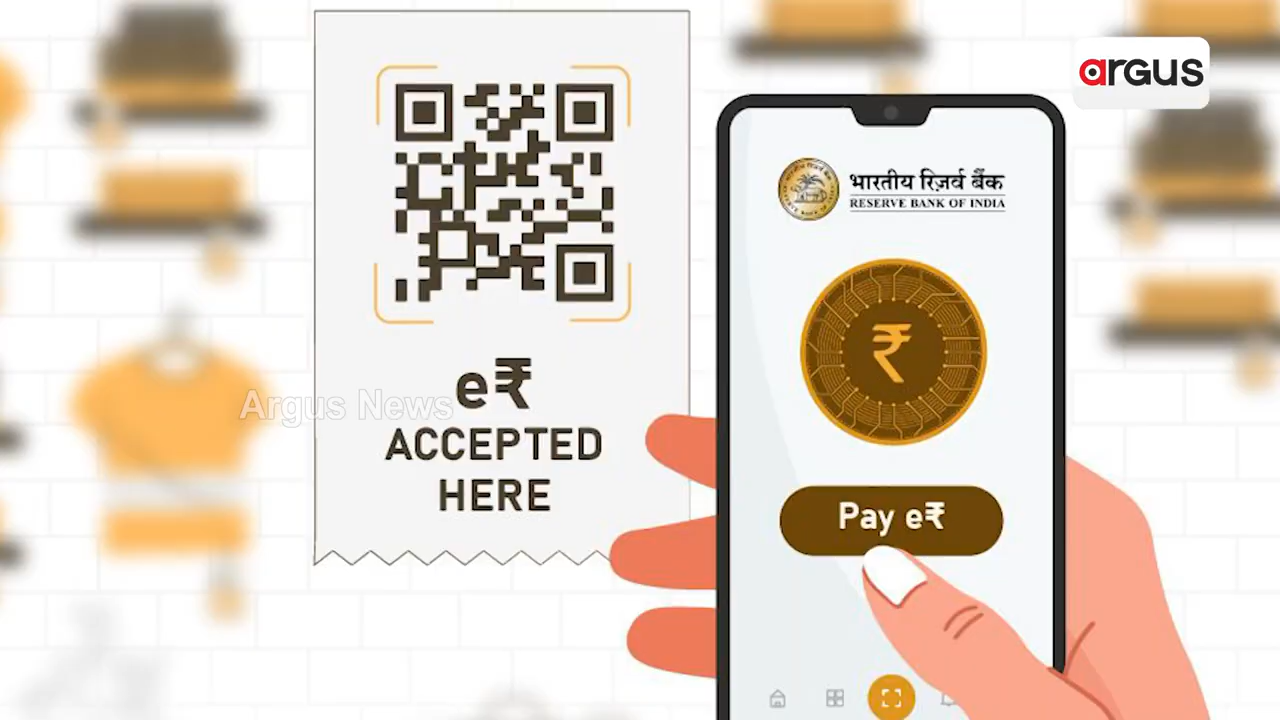 argus
e₹
ACCEPTED
HERE
Argus News
भारतीय रिज़र्व बैंक
RESERVE BANK OF INDIA
₹
Pay e₹